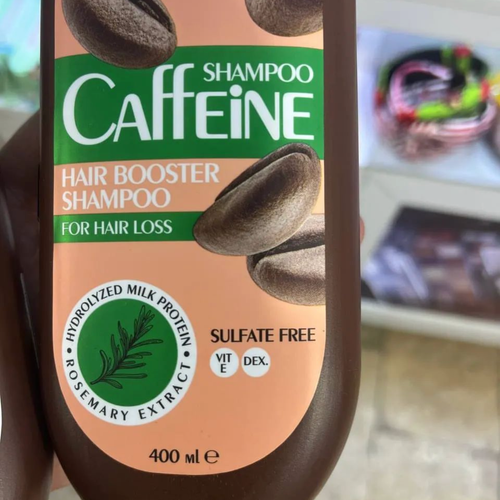 SHAMPOO
CAffEiNE
HAIR BOOSTER
SHAMPOO
FOR HAIR LOSS
• HYDROLYZED MILK PROTEIN •
ROSEMARY EXTRACT
SULFATE FREE
VIT
E
DEX.
400 Ml ℮